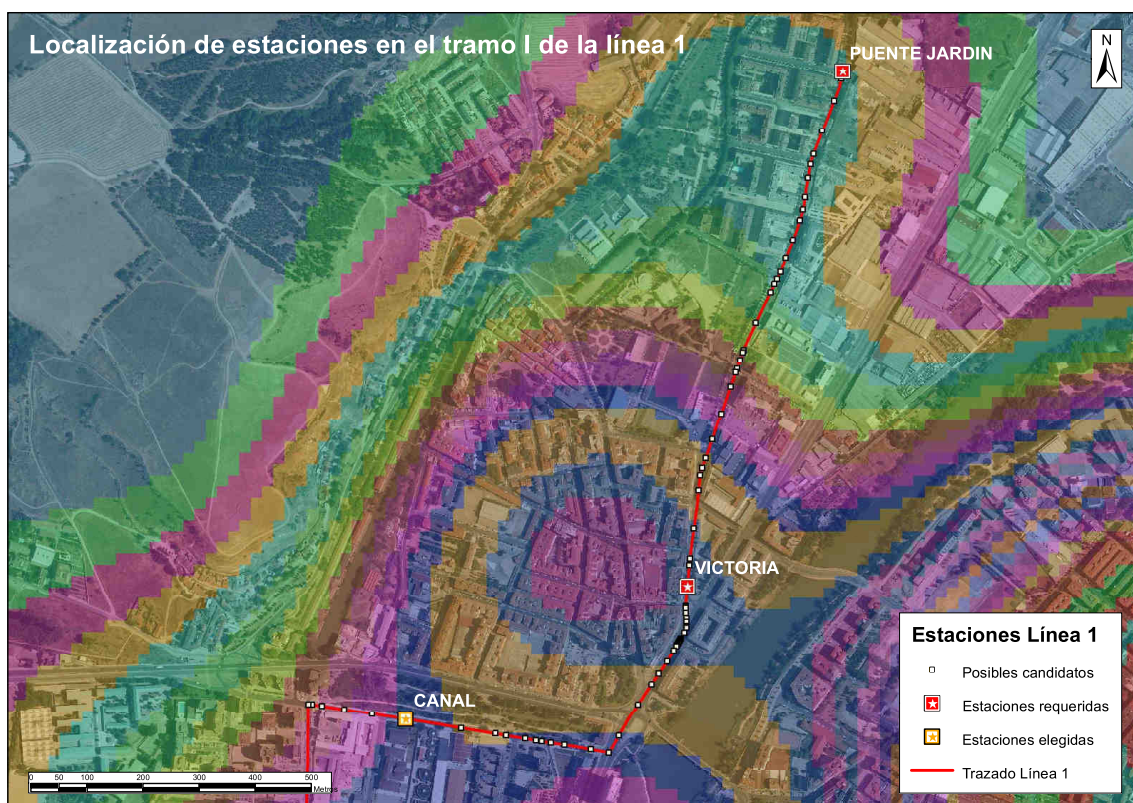 Localización de estaciones en el tramo I de la línea 1
N
PUENTE JARDIN
VICTORIA
CANAL
Estaciones Línea 1
Posibles candidatos
Estaciones requeridas
Estaciones elegidas
Trazado Línea 1
0 50 100 200 300 400 500
Metros